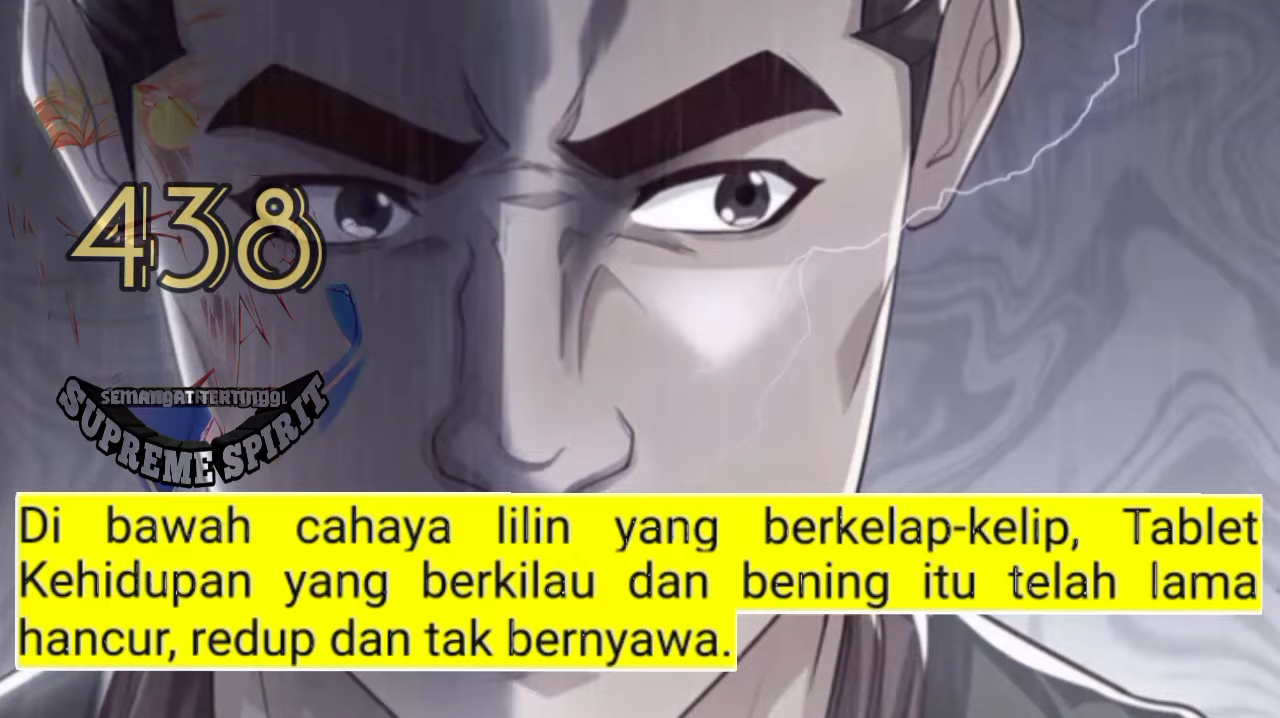 438
SEMANGAT TERTINGGI
SUPREME SPIRIT
Di bawah cahaya lilin yang berkelap-kelip, Tablet
Kehidupan yang berkilau dan bening itu telah lama
hancur, redup dan tak bernyawa.